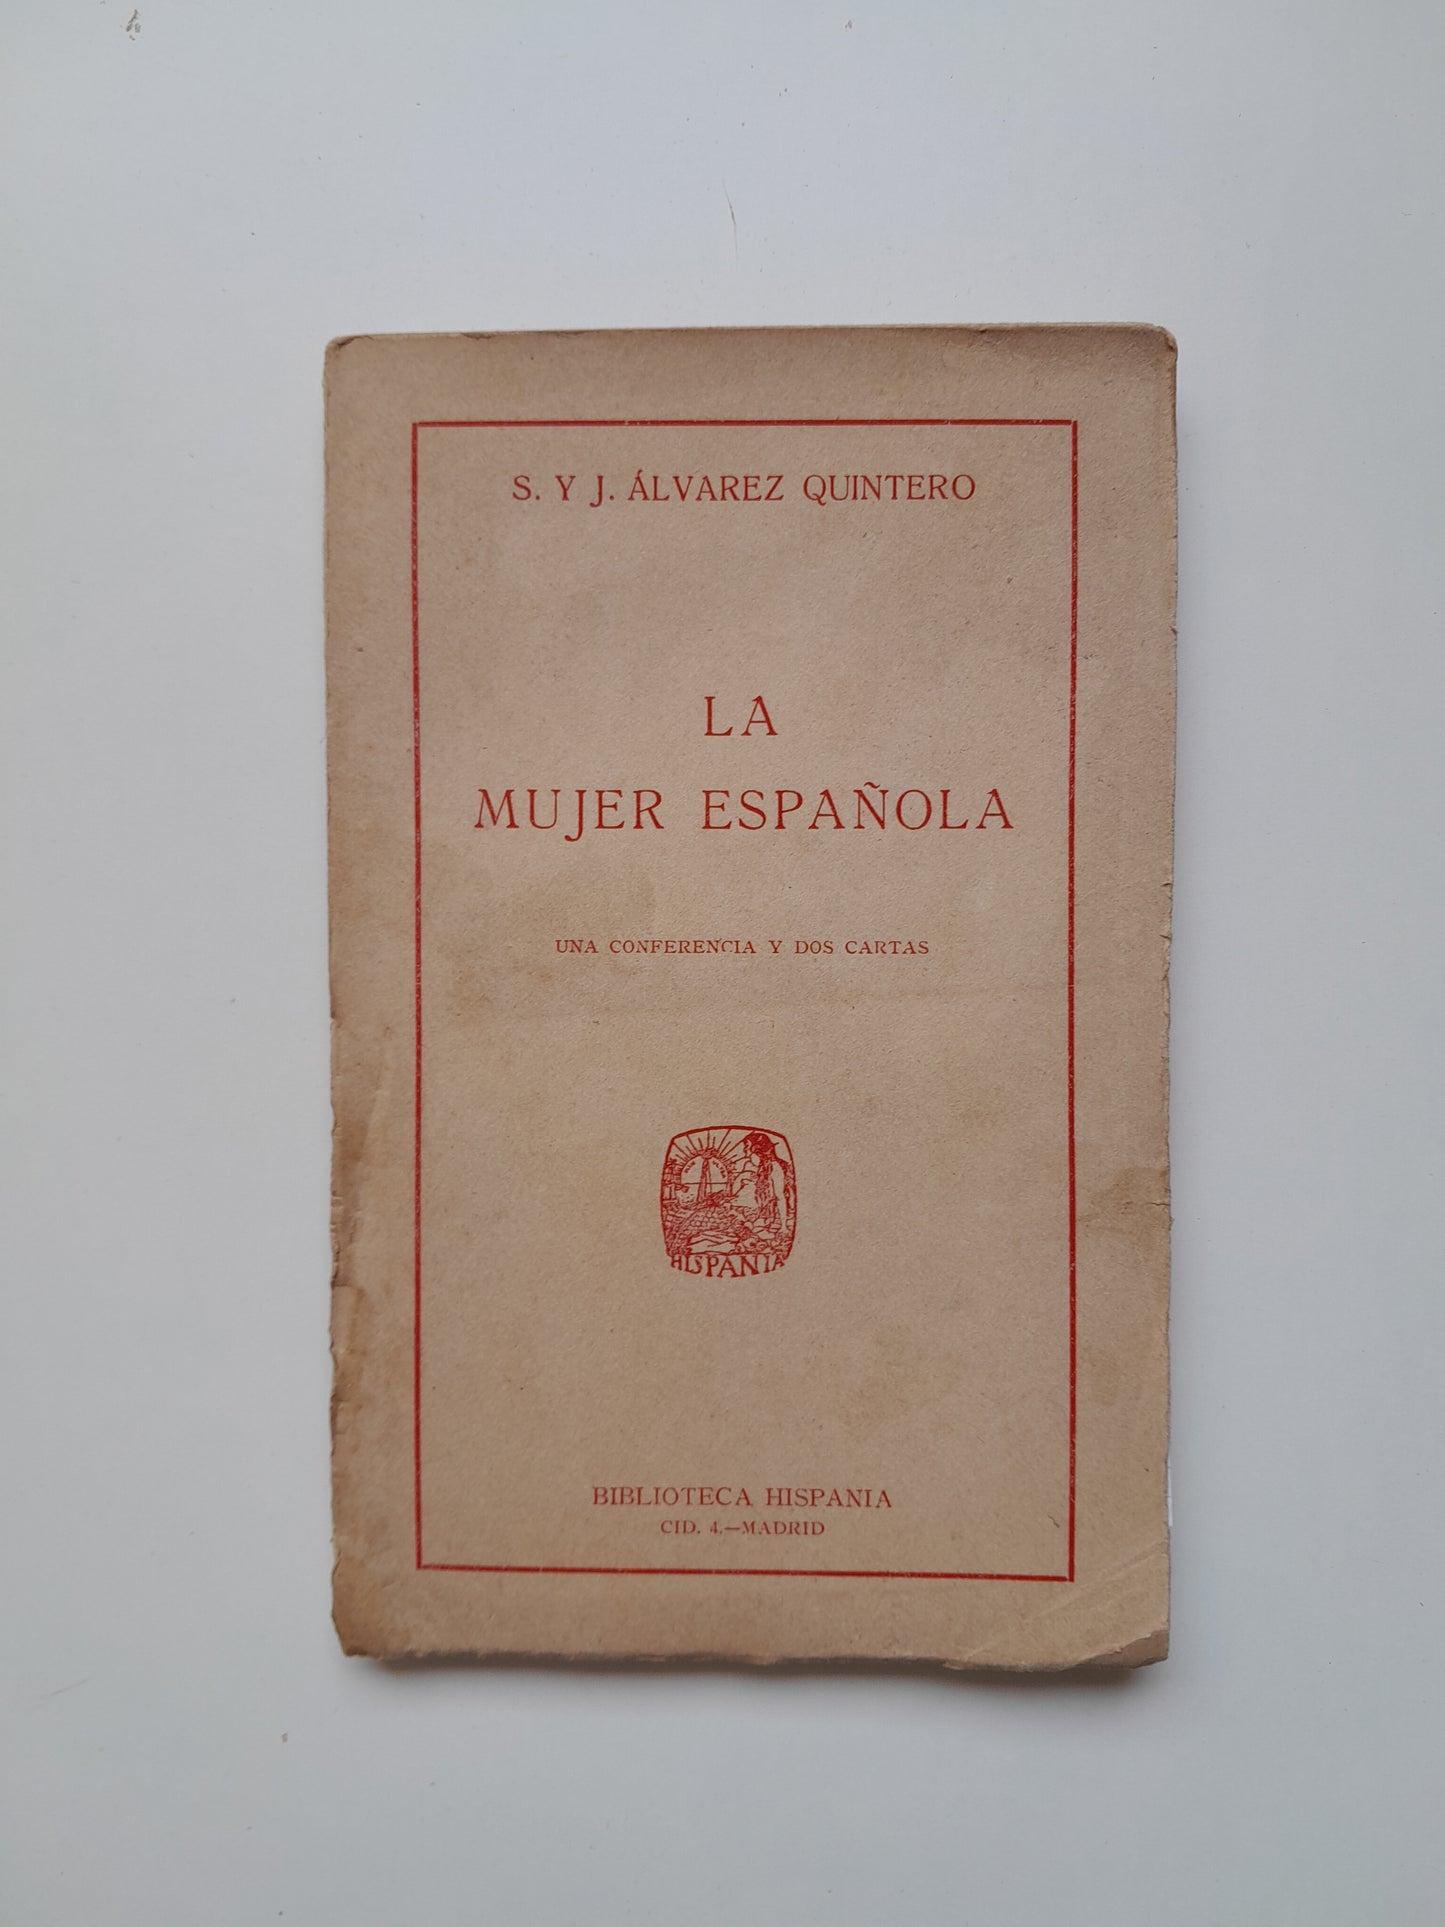 S. Y J. ÁLVAREZ QUINTERO
LA
MUJER ESPAÑOLA
UNA CONFERENCIA Y DOS CARTAS
HISPANIA
BIBLIOTECA HISPANIA
CID. 4.—MADRID